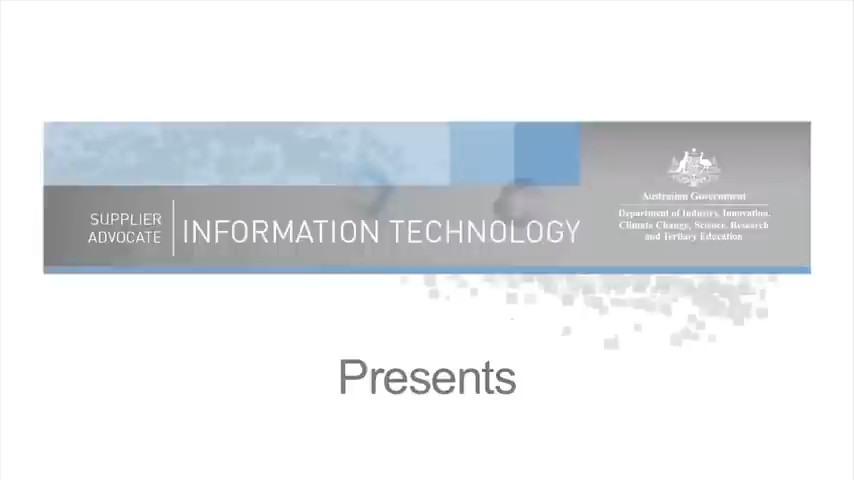 SUPPLIER
ADVOCATE
INFORMATION TECHNOLOGY
Australian Government
Department of Industry, Innovation,
Climate Change, Science, Research
and Tertiary Education
Presents